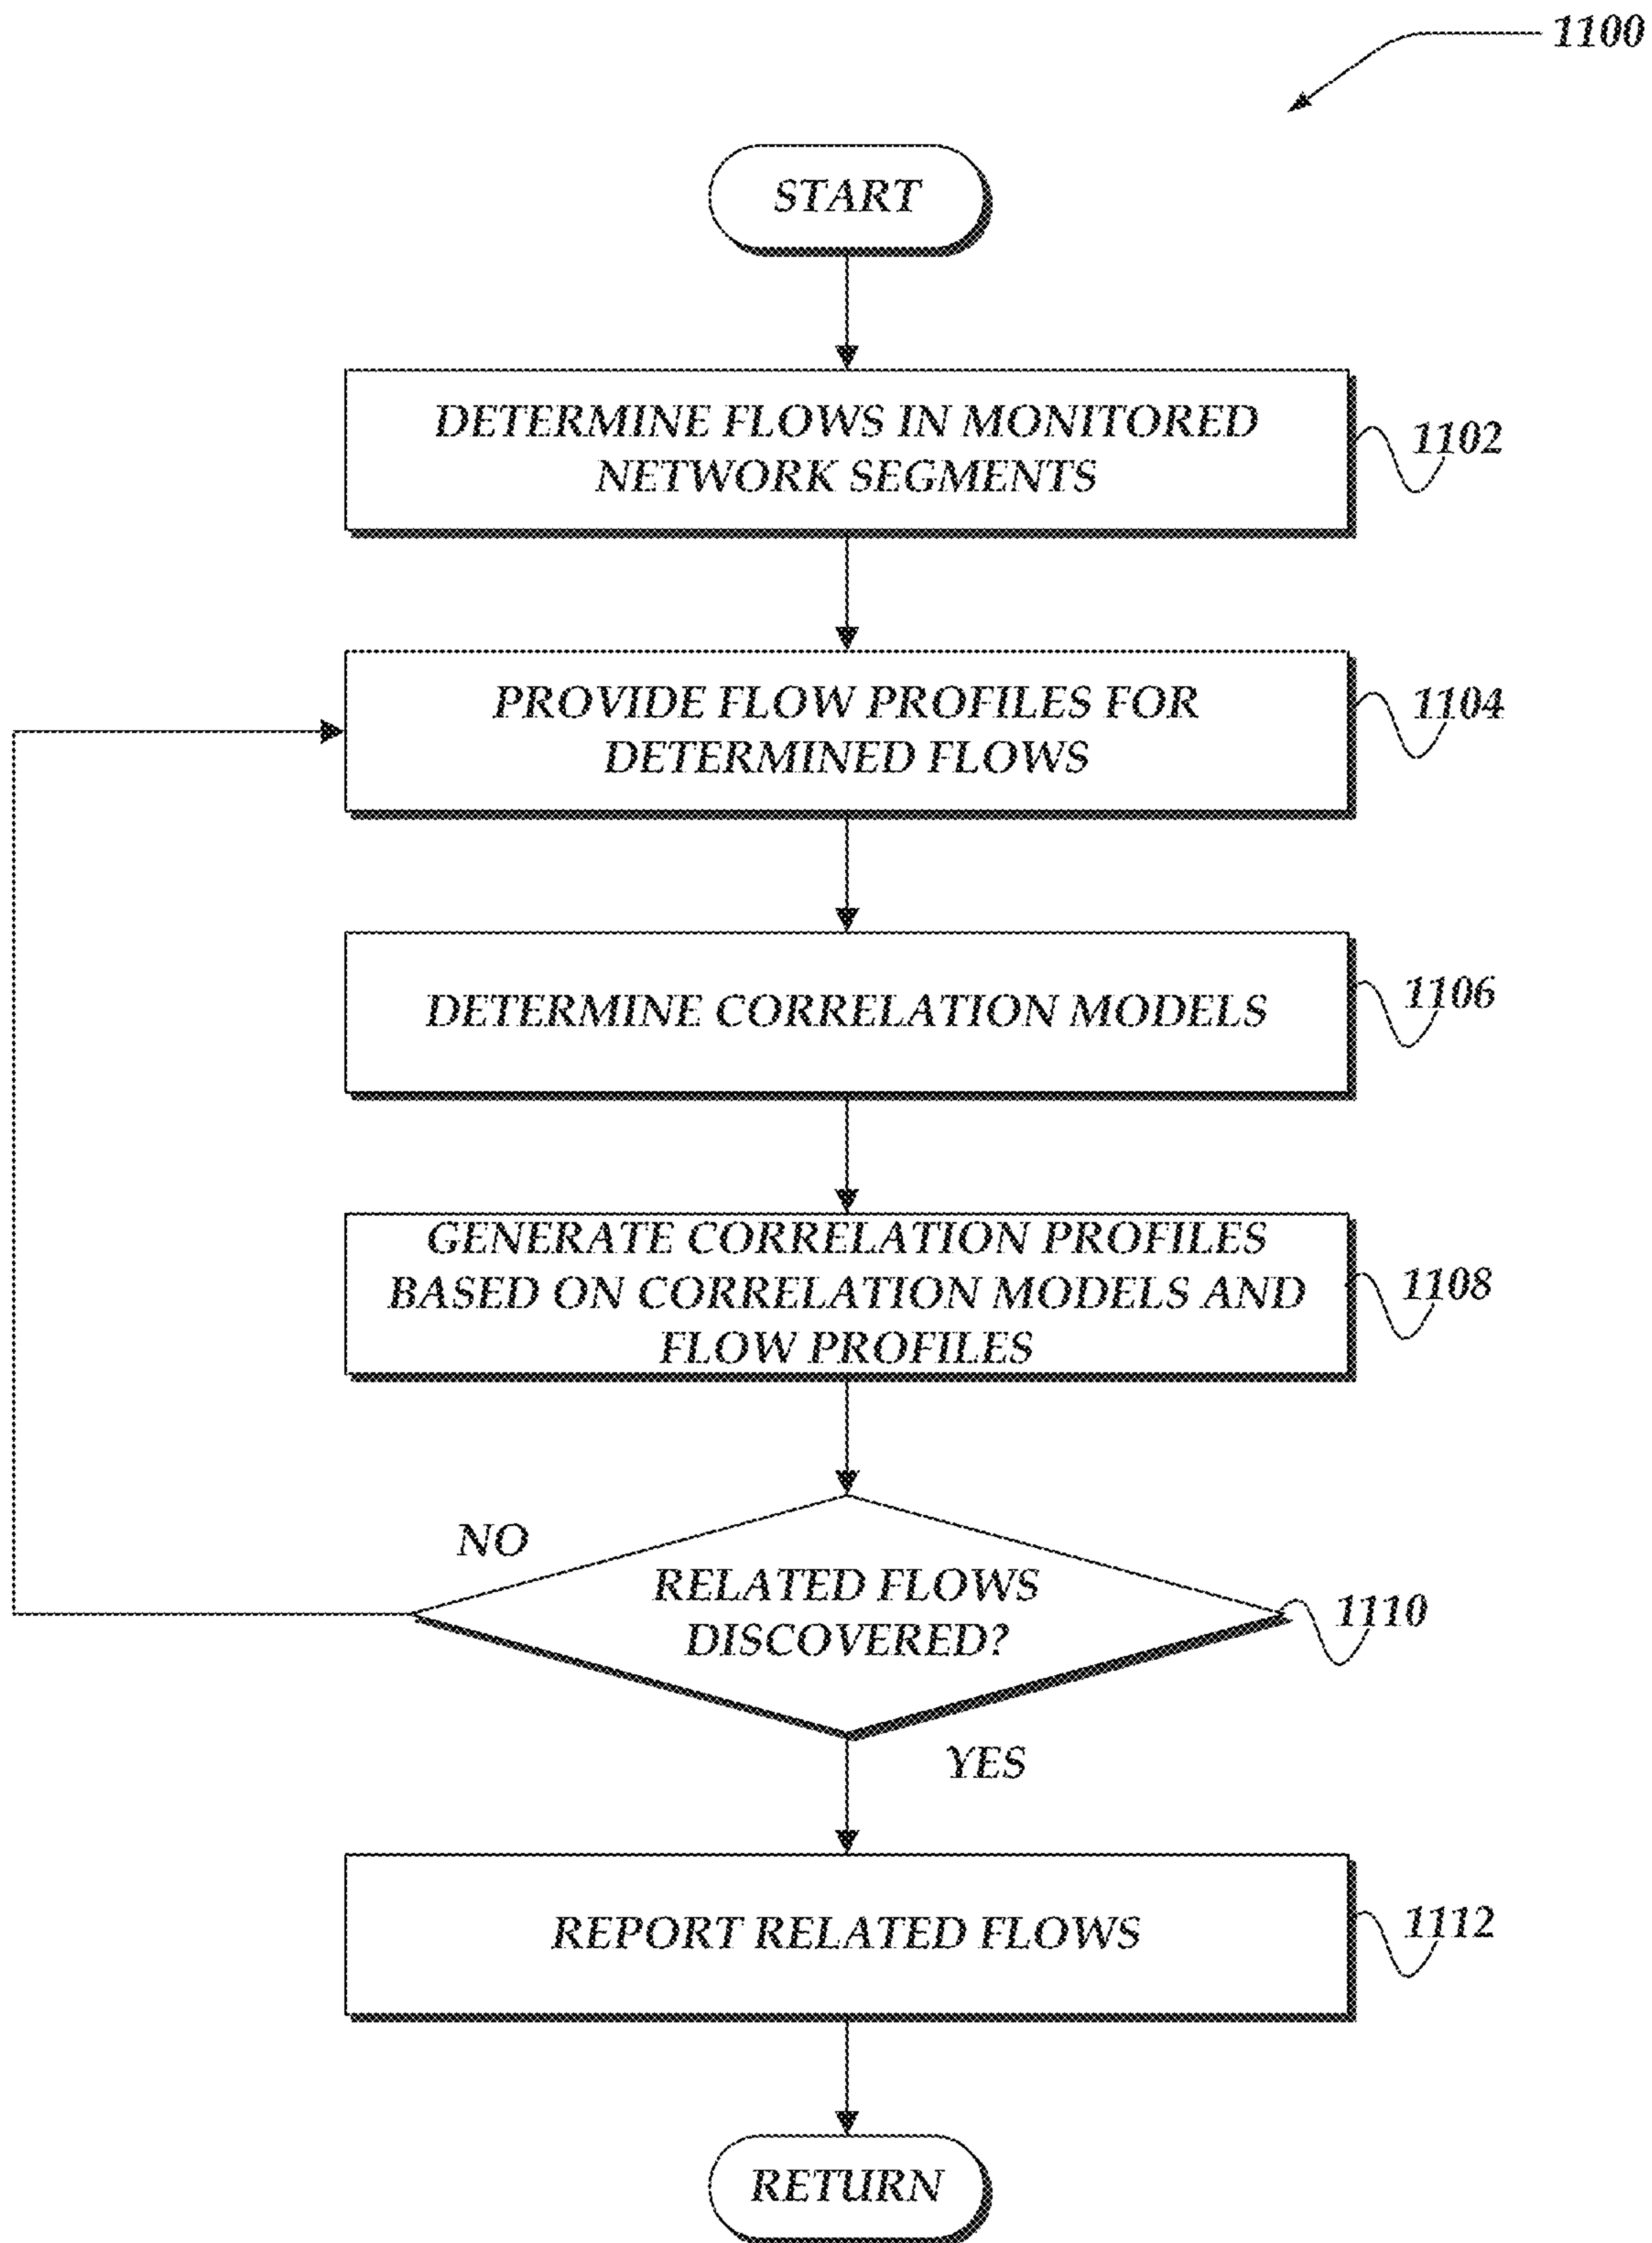 1100
START
DETERMINE FLOWS IN MONITORED
NETWORK SEGMENTS
1102
PROVIDE FLOW PROFILES FOR
DETERMINED FLOWS
1104
DETERMINE CORRELATION MODELS
1106
GENERATE CORRELATION PROFILES
BASED ON CORRELATION MODELS AND
FLOW PROFILES
1108
NO
RELATED FLOWS
DISCOVERED?
1110
YES
REPORT RELATED FLOWS
1112
RETURN